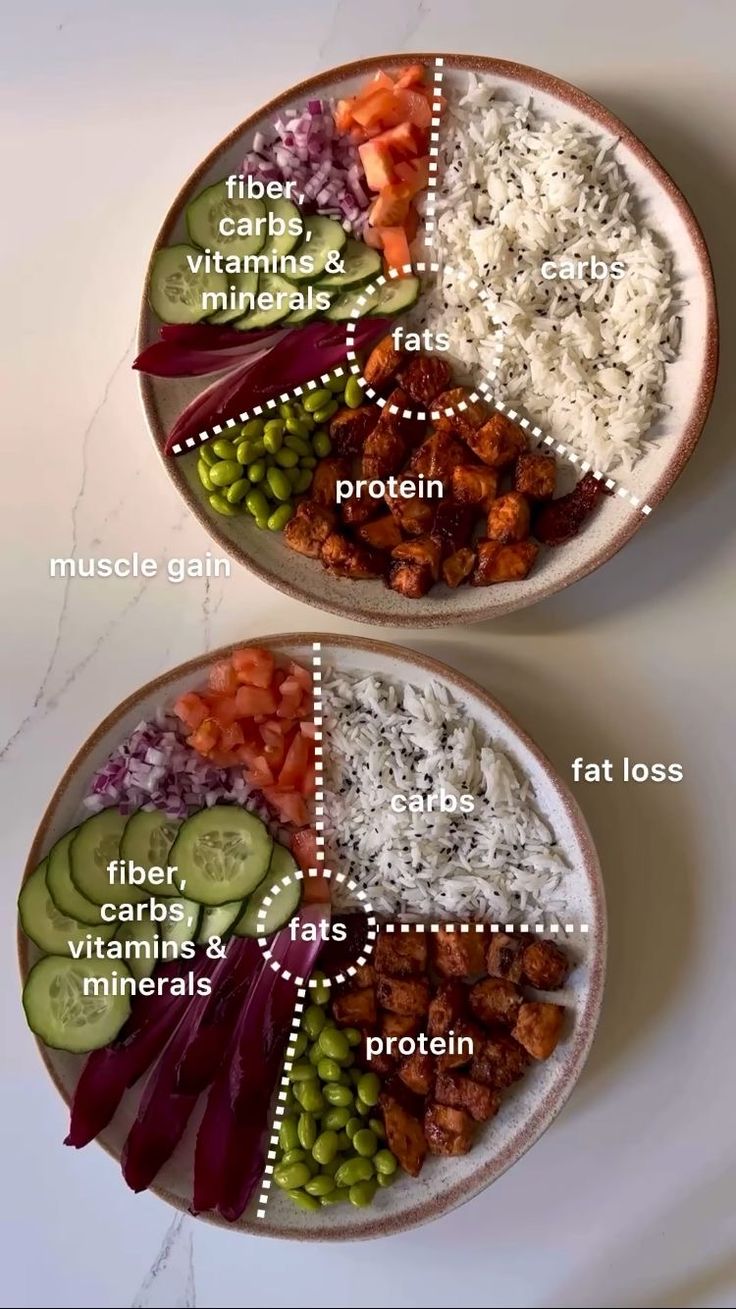 fiber,
carbs,
vitamins &
minerals
carbs
fats
protein
muscle gain
fat loss
carbs
fiber,
carbs,
vitamins &
minerals
fats
protein